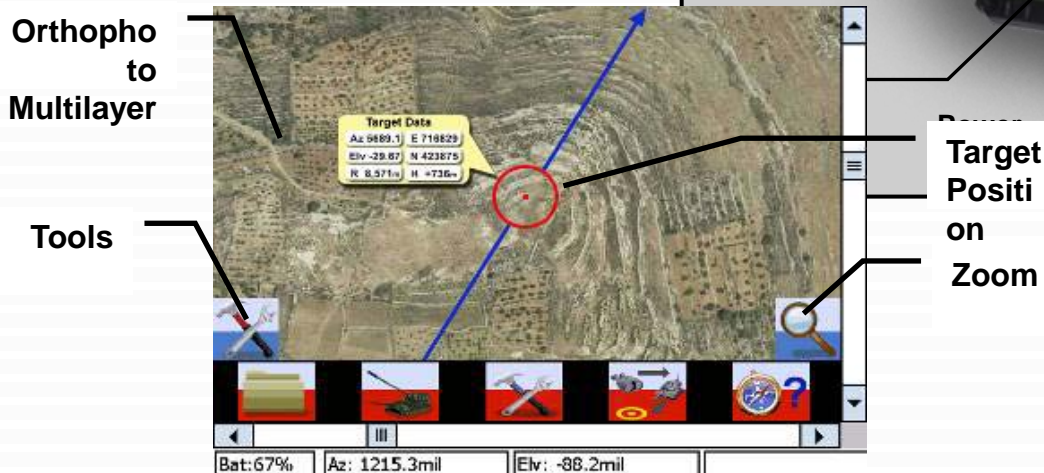 Orthopho
to
Multilayer
Tools
Target Data
Az 5689.1 E 716829
Elv -29.67 N 423875
R 8,571m H +736m
Target
Positi
on
Zoom
?
Bat:67% Az: 1215.3mil Elv: -88.2mil